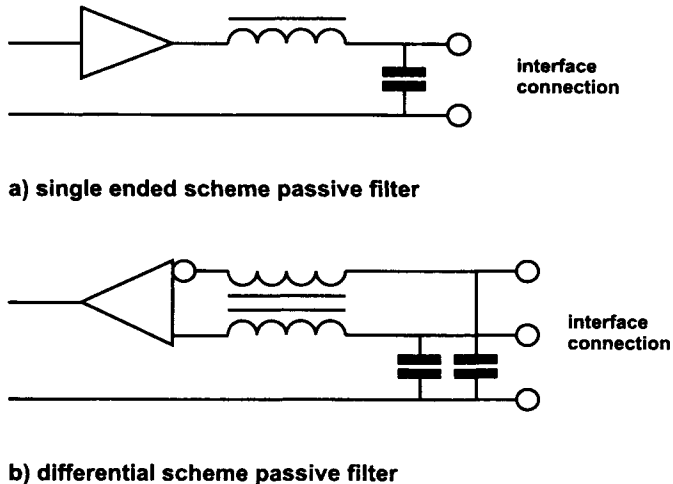 interface
connection
a) single ended scheme passive filter
interface
connection
b) differential scheme passive filter